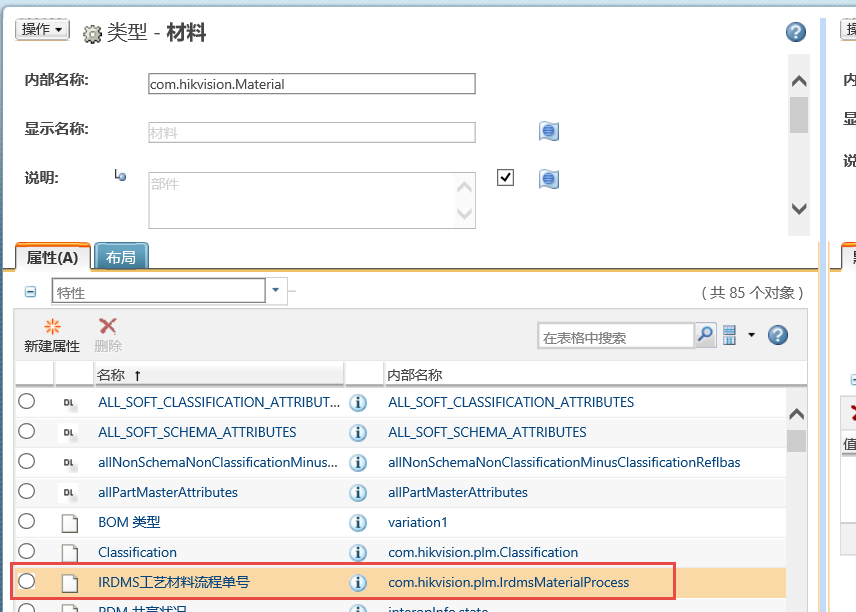 操作
类型 - 材料
内部名称:
com.hikvision.Material
显示名称:
材料
说明:
部件
属性(A)
布局
特性
( 共 85 个对象 )
新建属性
删除
在表格中搜索
名称 ↑
内部名称
DL
ALL_SOFT_CLASSIFICATION_ATTRIBUT...
ALL_SOFT_CLASSIFICATION_ATTRIBUTES
DL
ALL_SOFT_SCHEMA_ATTRIBUTES
ALL_SOFT_SCHEMA_ATTRIBUTES
DL
allNonSchemaNonClassificationMinus...
allNonSchemaNonClassificationMinusClassificationRefIbas
DL
allPartMasterAttributes
allPartMasterAttributes
BOM 类型
variation1
Classification
com.hikvision.plm.Classification
IRDMS工艺材料流程单号
com.hikvision.plm.IrdmsMaterialProcess
PDM 共享状况
interopInfo.state